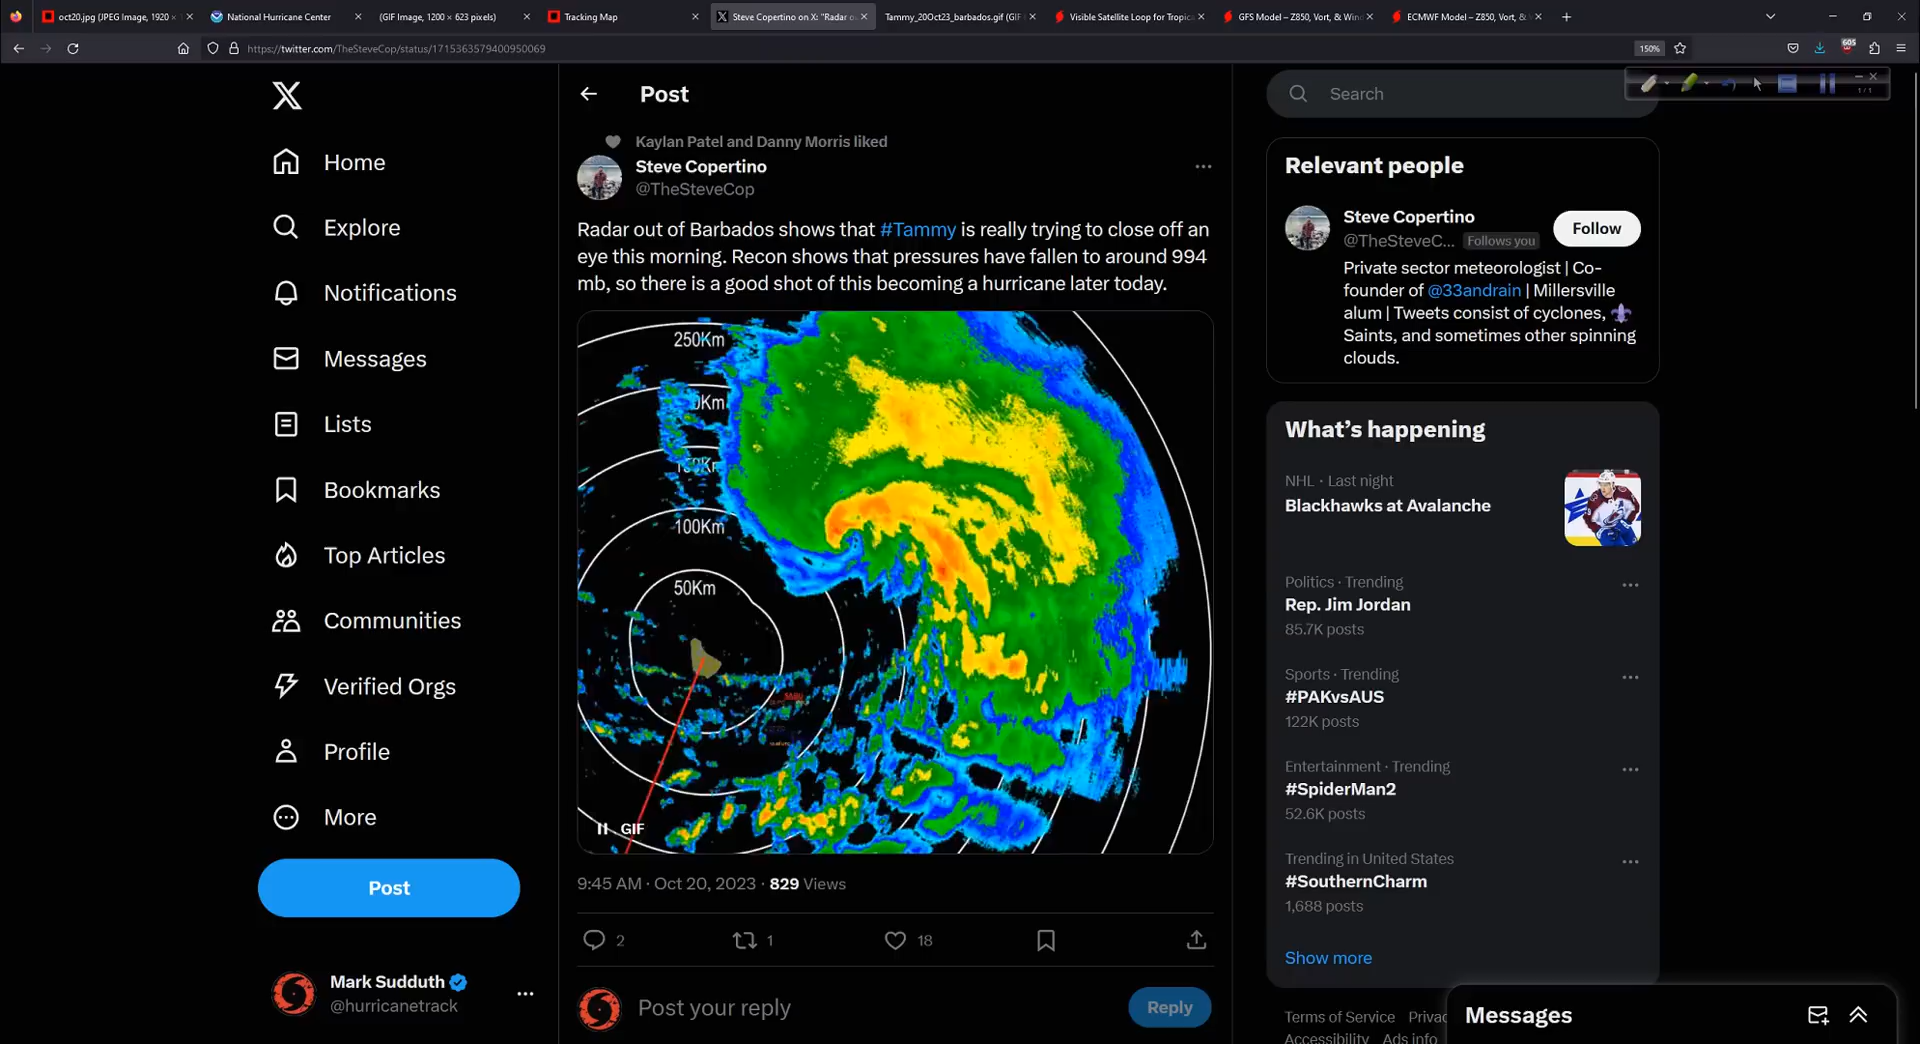 oct20.jpg (JPEG Image, 1920 ×
National Hurricane Center
(GIF Image, 1200 × 623 pixels)
Tracking Map
Steve Copertino on X: "Radar o
Tammy_20Oct23_barbados.gif (GIF
Visible Satellite Loop for Tropic
GFS Model – Z850, Vort, & Win
ECMWF Model – Z850, Vort, &
https://twitter.com/TheSteveCop/status/1715363579400950069
150%
605
1/1
Home
Explore
Notifications
Messages
Lists
Bookmarks
Top Articles
Communities
Verified Orgs
Profile
More
Post
Mark Sudduth
@hurricanetrack
Post
Kaylan Patel and Danny Morris liked
Steve Copertino
@TheSteveCop
Radar out of Barbados shows that #Tammy is really trying to close off an
eye this morning. Recon shows that pressures have fallen to around 994
mb, so there is a good shot of this becoming a hurricane later today.
250Km
100Km
50Km
GIF
9:45 AM · Oct 20, 2023 · 829 Views
2
1
18
Post your reply
Reply
Search
Relevant people
Steve Copertino
@TheSteveC... Follows you
Follow
Private sector meteorologist | Co-
founder of @33andrain | Millersville
alum | Tweets consist of cyclones,
Saints, and sometimes other spinning
clouds.
What's happening
NHL · Last night
Blackhawks at Avalanche
Politics · Trending
Rep. Jim Jordan
85.7K posts
Sports · Trending
#PAKvsAUS
122K posts
Entertainment · Trending
#SpiderMan2
52.6K posts
Trending in United States
#SouthernCharm
1,688 posts
Show more
Terms of Service Privac
Accessibility Ads info
Messages